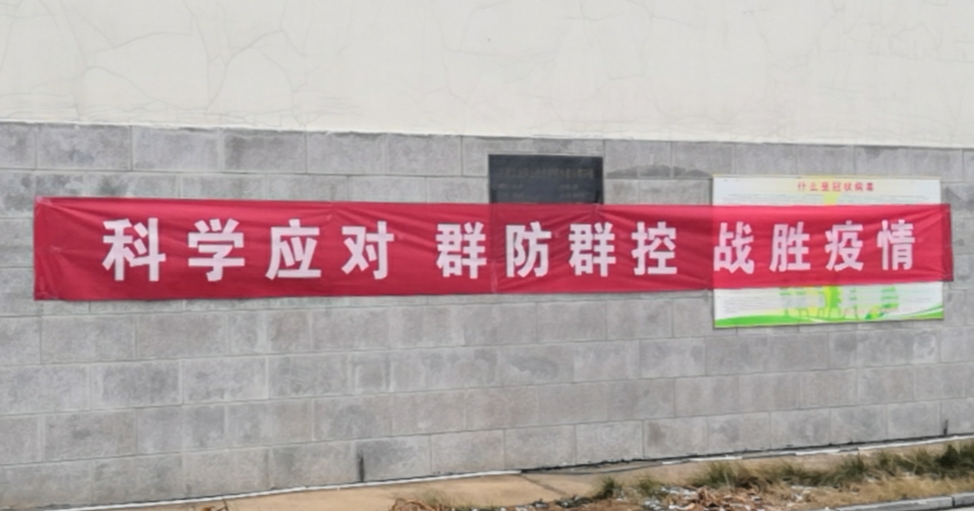 什么是冠状病毒
科学应对 群防群控 战胜疫情